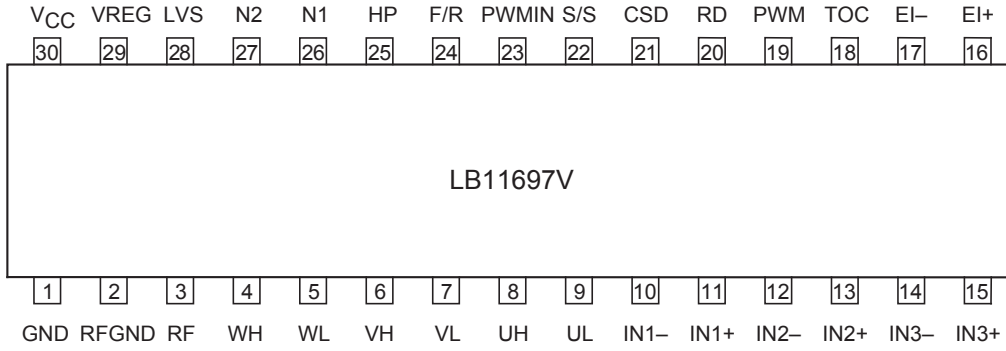 VCC VREG LVS N2 N1 HP F/R PWMIN S/S CSD RD PWM TOC EI– EI+
30 29 28 27 26 25 24 23 22 21 20 19 18 17 16
LB11697V
1 2 3 4 5 6 7 8 9 10 11 12 13 14 15
GND RFGND RF WH WL VH VL UH UL IN1– IN1+ IN2– IN2+ IN3– IN3+